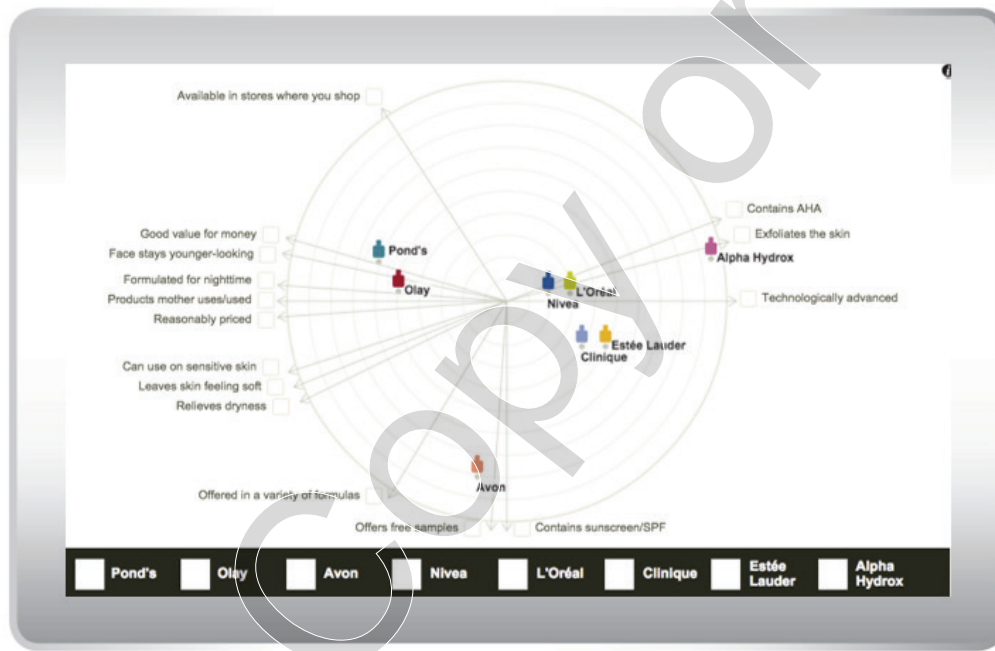 Available in stores where you shop
Contains AHA
Good value for money
Exfoliates the skin
Face stays younger-looking
Pond's
Alpha Hydrox
Formulated for nighttime
Olay
L'Oréal
Products mother uses/used
Nivea
Technologically advanced
Reasonably priced
Estée Lauder
Clinique
Can use on sensitive skin
Leaves skin feeling soft
Relieves dryness
Avon
Offered in a variety of formulas
Offers free samples
Contains sunscreen/SPF
Pond's
Olay
Avon
Nivea
L'Oréal
Clinique
Estée
Lauder
Alpha
Hydrox
Copy or